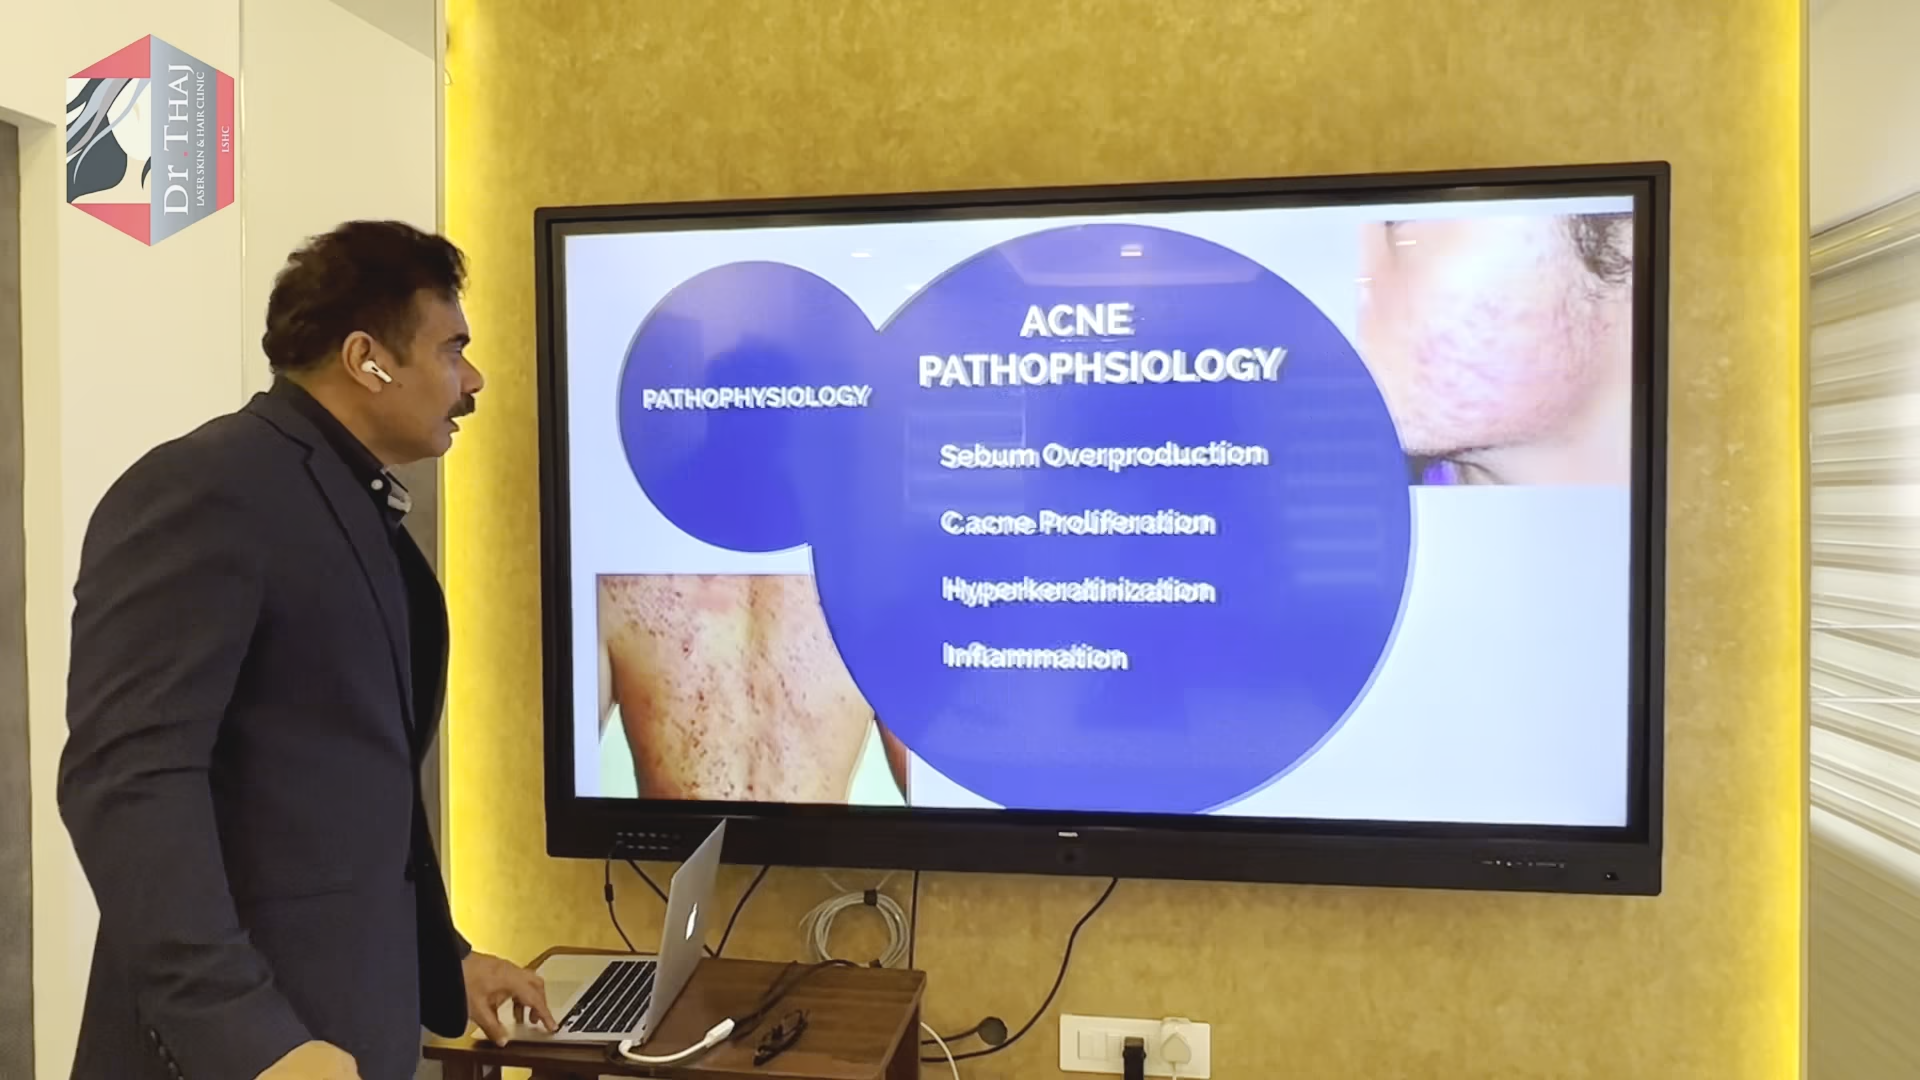 Dr.THAJ
LASER SKIN & HAIR CLINIC
LSHC
PATHOPHYSIOLOGY
ACNE
PATHOPHSIOLOGY
Sebum Overproduction
Cacne Proliferation
Hyperkeratinization
Inflammation